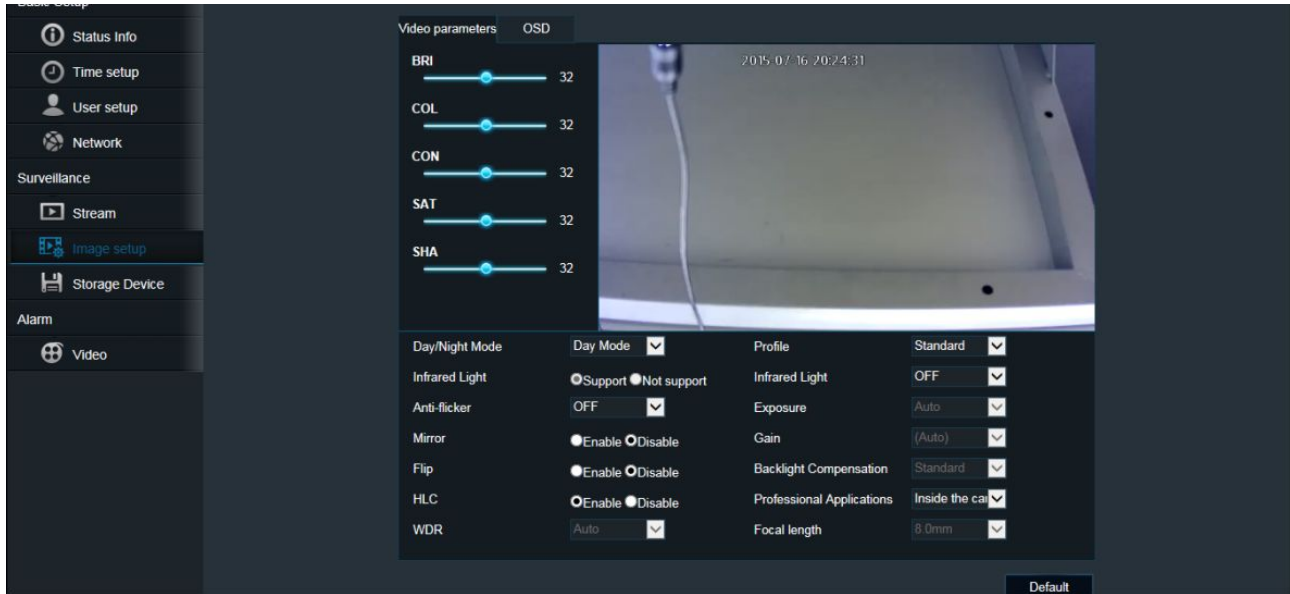 Basic Setup
Status Info
Time setup
User setup
Network
Surveillance
Stream
Image setup
Storage Device
Alarm
Video
Video parameters OSD
BRI 32
COL 32
CON 32
SAT 32
SHA 32
2015-07-16 20:24:31
Day/Night Mode Day Mode Profile Standard
Infrared Light Support Not support Infrared Light OFF
Anti-flicker OFF Exposure Auto
Mirror Enable Disable Gain (Auto)
Flip Enable Disable Backlight Compensation Standard
HLC Enable Disable Professional Applications Inside the car
WDR Auto Focal length 8.0mm
Default